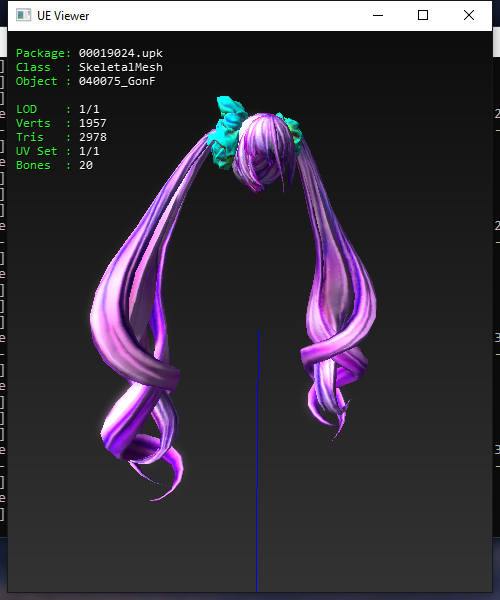 UE Viewer
Package: 00019024.upk
Class : SkeletalMesh
Object : 040075_GonF
LOD : 1/1
Verts : 1957
Tris : 2978
UV Set : 1/1
Bones : 20